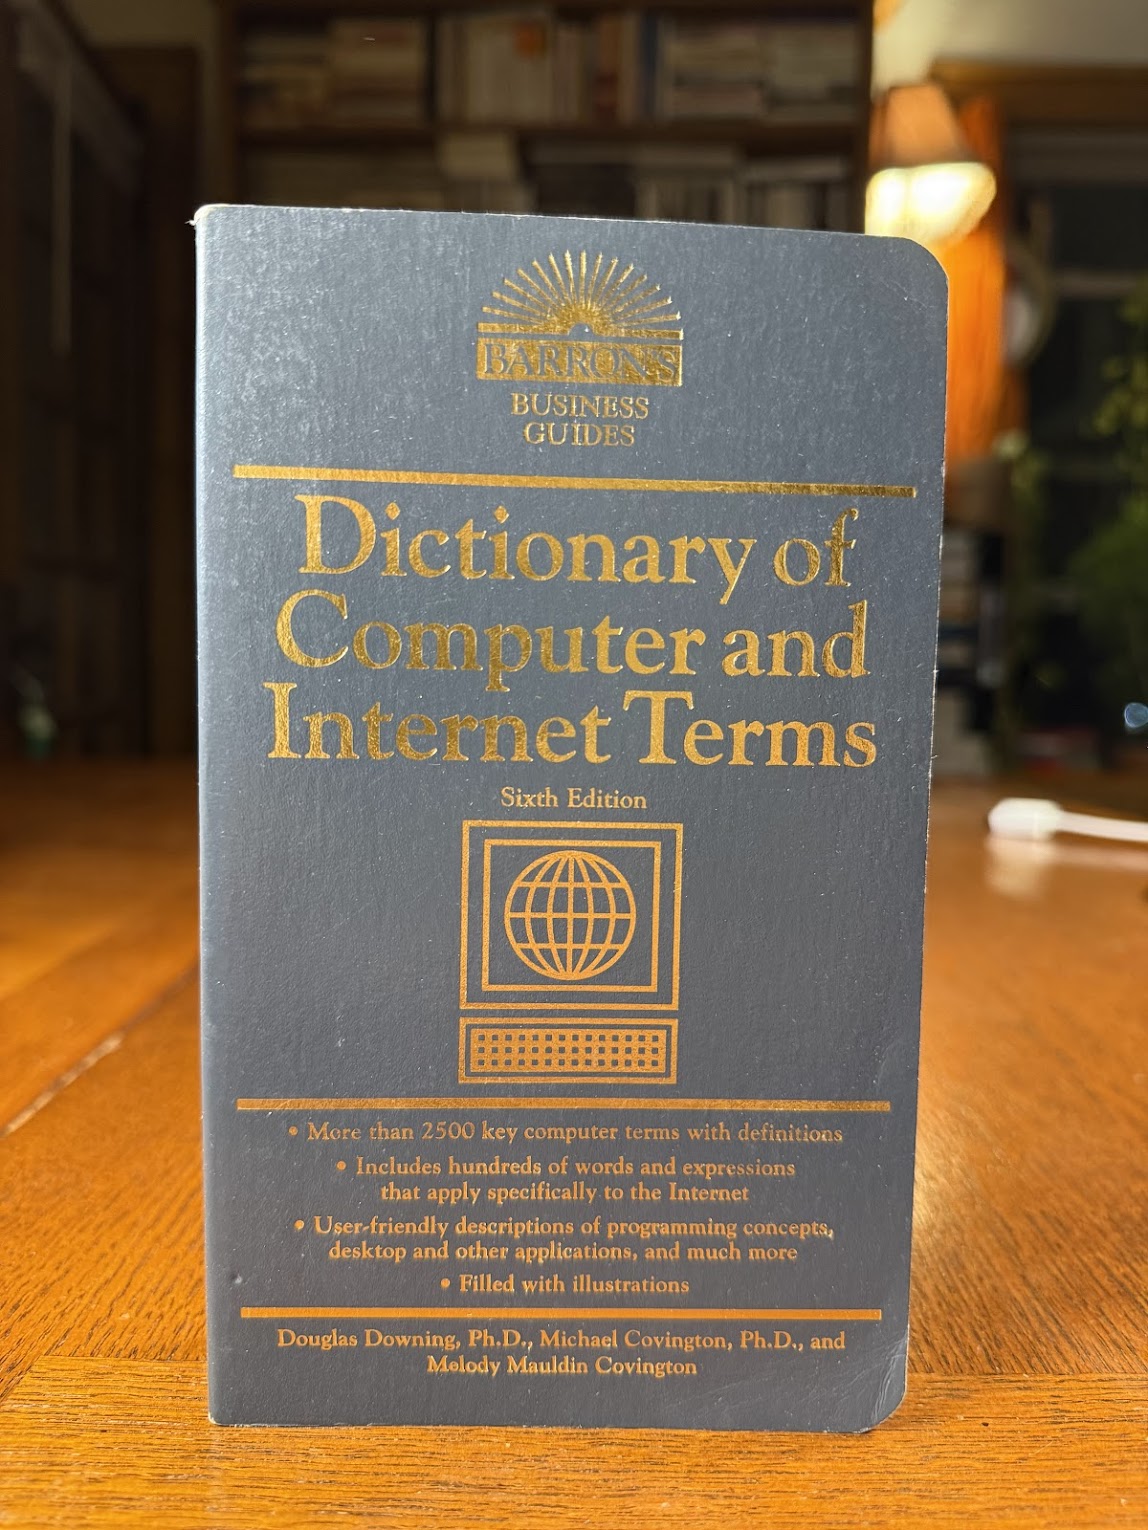 BARRON'S
BUSINESS
GUIDES
Dictionary of
Computer and
Internet Terms
Sixth Edition
• More than 2500 key computer terms with definitions
• Includes hundreds of words and expressions
that apply specifically to the Internet
• User-friendly descriptions of programming concepts,
desktop and other applications, and much more
• Filled with illustrations
Douglas Downing, Ph.D., Michael Covington, Ph.D., and
Melody Mauldin Covington